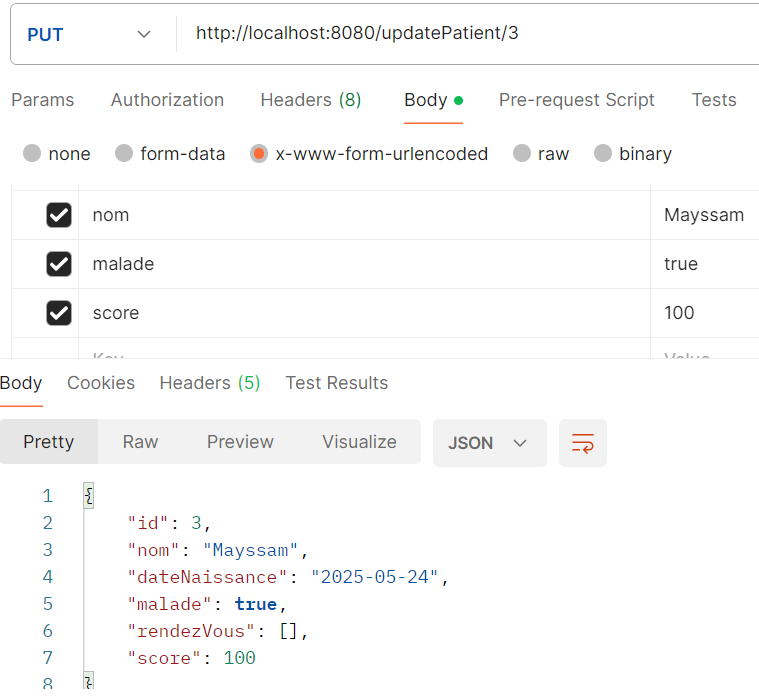 PUT http://localhost:8080/updatePatient/3
Params Authorization Headers (8) Body Pre-request Script Tests
none form-data x-www-form-urlencoded raw binary
nom Mayssam
malade true
score 100
Key Value
Body Cookies Headers (5) Test Results
Pretty Raw Preview Visualize JSON
1 {
2 "id": 3,
3 "nom": "Mayssam",
4 "dateNaissance": "2025-05-24",
5 "malade": true,
6 "rendezVous": [],
7 "score": 100
8 }